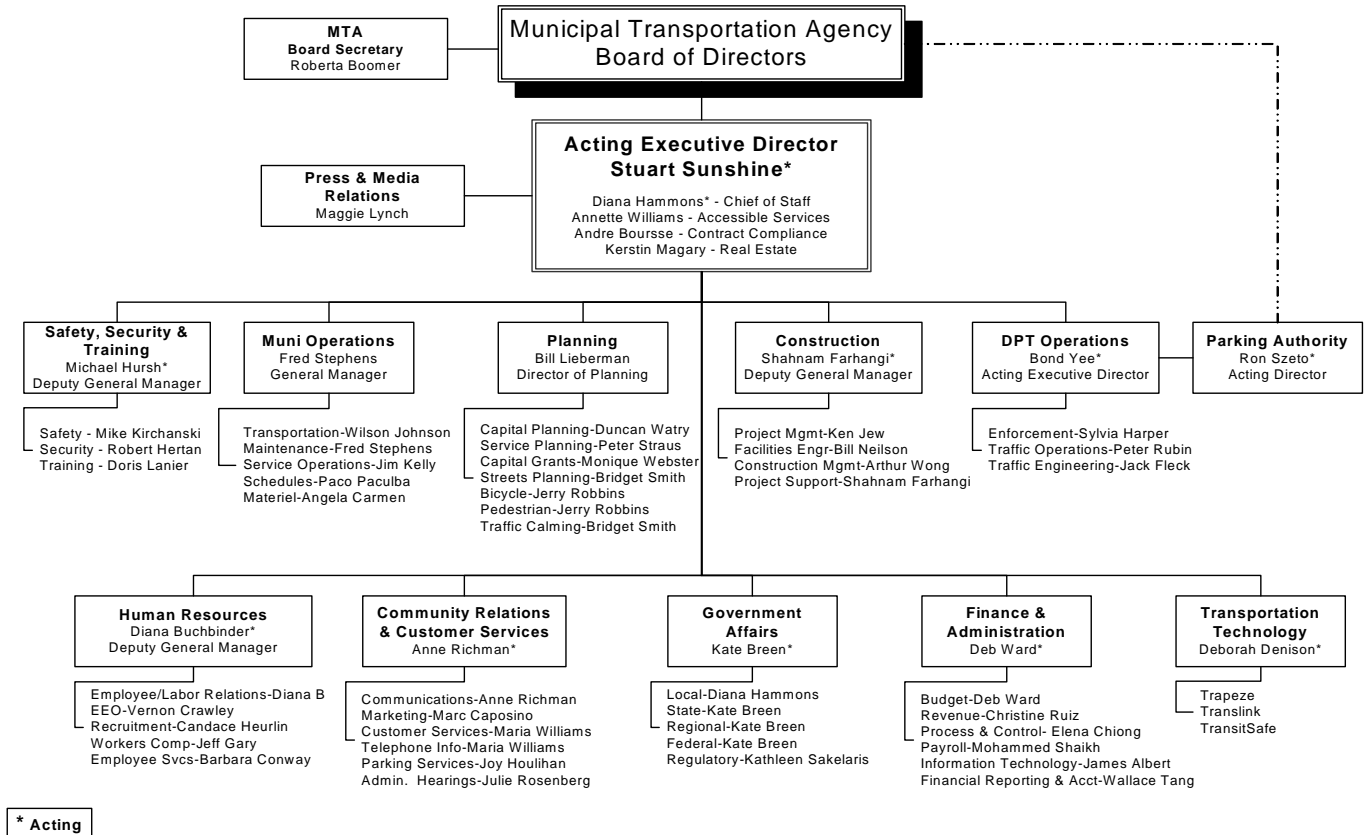 MTA
Board Secretary
Roberta Boomer
Municipal Transportation Agency
Board of Directors
Acting Executive Director
Stuart Sunshine*
Diana Hammons* - Chief of Staff
Annette Williams - Accessible Services
Andre Boursse - Contract Compliance
Kerstin Magary - Real Estate
Press & Media
Relations
Maggie Lynch
Safety, Security &
Training
Michael Hursh*
Deputy General Manager
Safety - Mike Kirchanski
Security - Robert Hertan
Training - Doris Lanier
Muni Operations
Fred Stephens
General Manager
Transportation-Wilson Johnson
Maintenance-Fred Stephens
Service Operations-Jim Kelly
Schedules-Paco Paculba
Materiel-Angela Carmen
Planning
Bill Lieberman
Director of Planning
Capital Planning-Duncan Watry
Service Planning-Peter Straus
Capital Grants-Monique Webster
Streets Planning-Bridget Smith
Bicycle-Jerry Robbins
Pedestrian-Jerry Robbins
Traffic Calming-Bridget Smith
Construction
Shahnam Farhangi*
Deputy General Manager
Project Mgmt-Ken Jew
Facilities Engr-Bill Neilson
Construction Mgmt-Arthur Wong
Project Support-Shahnam Farhangi
DPT Operations
Bond Yee*
Acting Executive Director
Enforcement-Sylvia Harper
Traffic Operations-Peter Rubin
Traffic Engineering-Jack Fleck
Parking Authority
Ron Szeto*
Acting Director
Human Resources
Diana Buchbinder*
Deputy General Manager
Employee/Labor Relations-Diana B
EEO-Vernon Crawley
Recruitment-Candace Heurlin
Workers Comp-Jeff Gary
Employee Svcs-Barbara Conway
Community Relations
& Customer Services
Anne Richman*
Communications-Anne Richman
Marketing-Marc Caposino
Customer Services-Maria Williams
Telephone Info-Maria Williams
Parking Services-Joy Houlihan
Admin. Hearings-Julie Rosenberg
Government
Affairs
Kate Breen*
Local-Diana Hammons
State-Kate Breen
Regional-Kate Breen
Federal-Kate Breen
Regulatory-Kathleen Sakelaris
Finance &
Administration
Deb Ward*
Budget-Deb Ward
Revenue-Christine Ruiz
Process & Control- Elena Chiong
Payroll-Mohammed Shaikh
Information Technology-James Albert
Financial Reporting & Acct-Wallace Tang
Transportation
Technology
Deborah Denison*
Trapeze
Translink
TransitSafe
* Acting